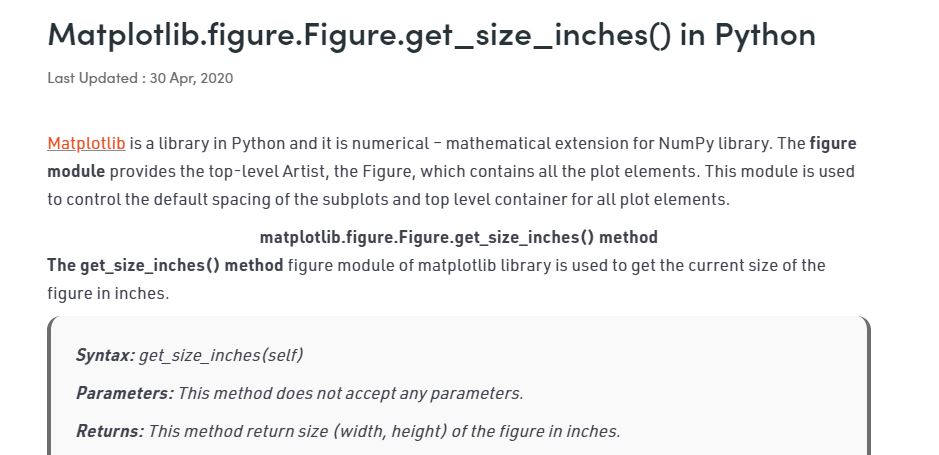 Matplotlib.figure.Figure.get_size_inches() in Python
Last Updated : 30 Apr, 2020
Matplotlib is a library in Python and it is numerical – mathematical extension for NumPy library. The figure
module provides the top-level Artist, the Figure, which contains all the plot elements. This module is used
to control the default spacing of the subplots and top level container for all plot elements.
matplotlib.figure.Figure.get_size_inches() method
The get_size_inches() method figure module of matplotlib library is used to get the current size of the
figure in inches.
Syntax: get_size_inches(self)
Parameters: This method does not accept any parameters.
Returns: This method return size (width, height) of the figure in inches.